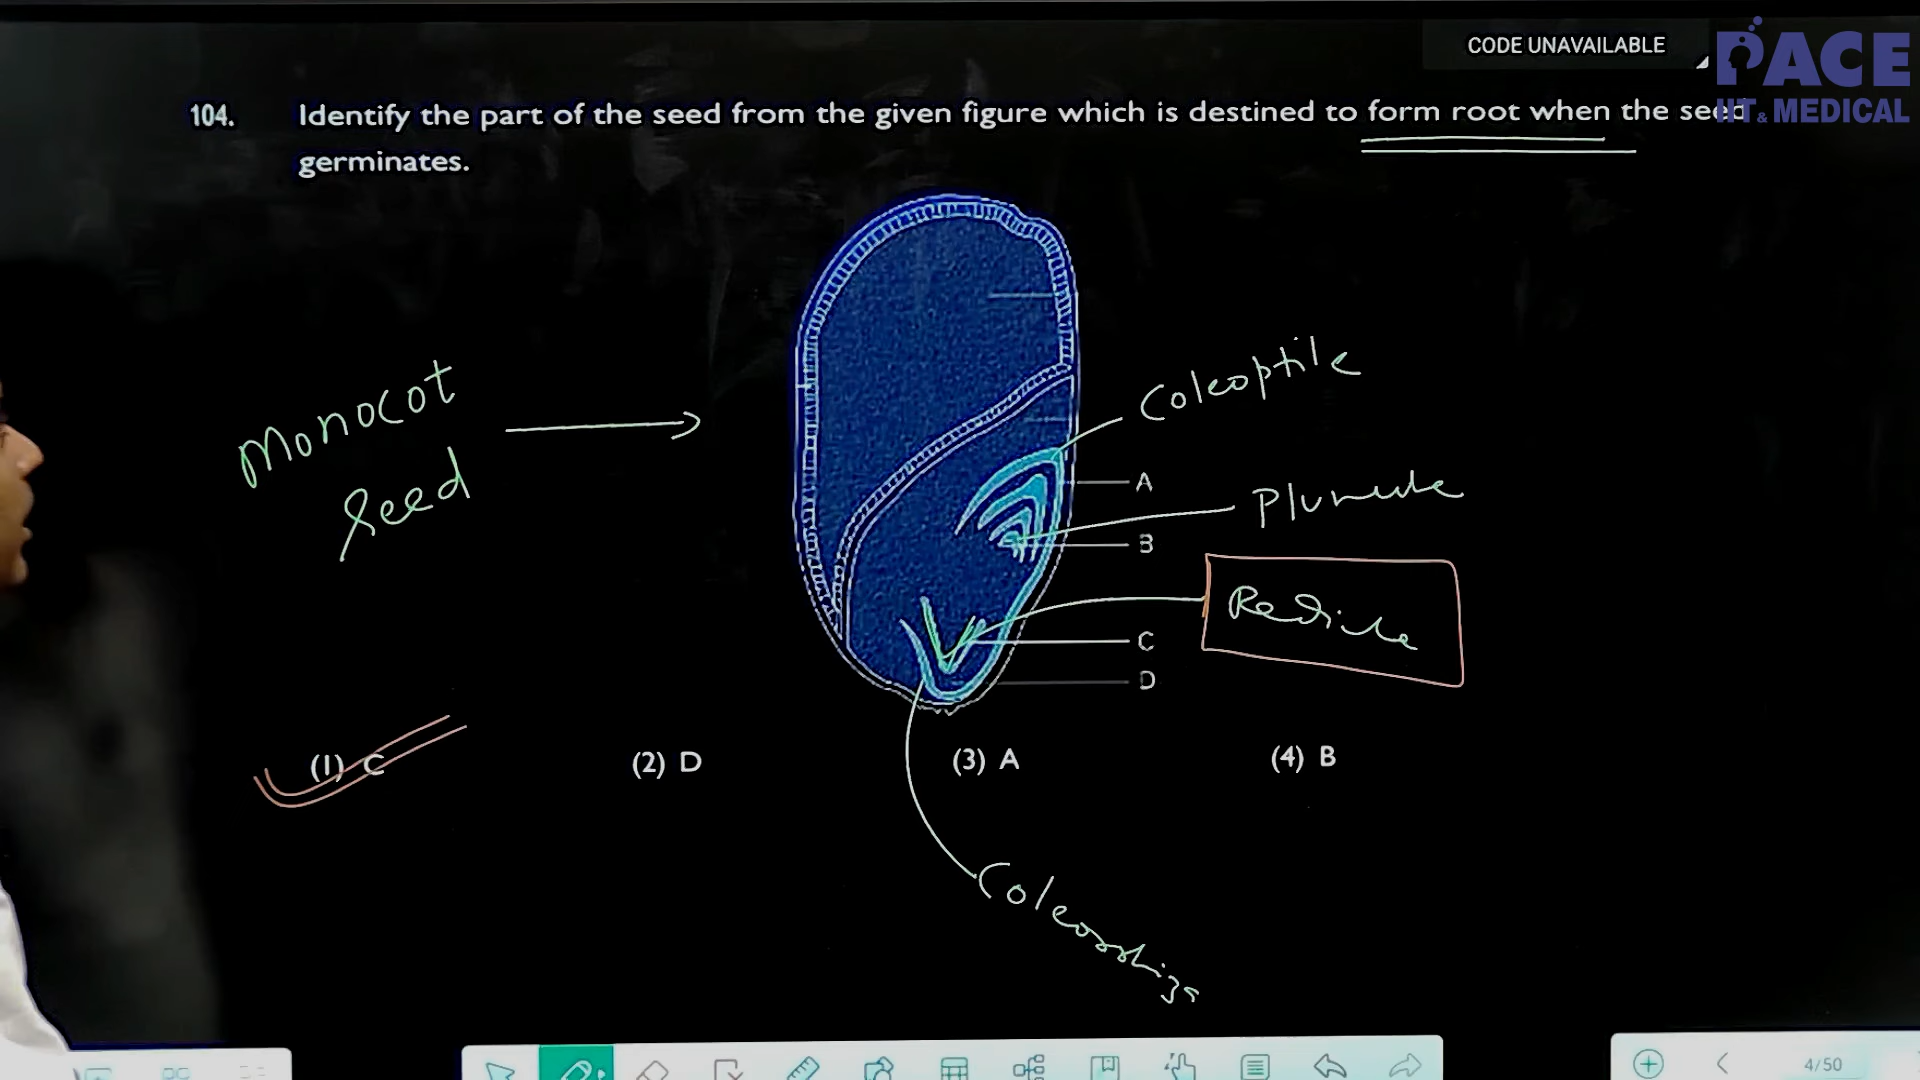 CODE UNAVAILABLE
PACE
IIT & MEDICAL
104. Identify the part of the seed from the given figure which is destined to form root when the seed
germinates.
Monocot
Seed
Coleoptile
A
Plumule
B
Redicle
C
D
(1) C (2) D (3) A (4) B
Coleorhiza
4/50